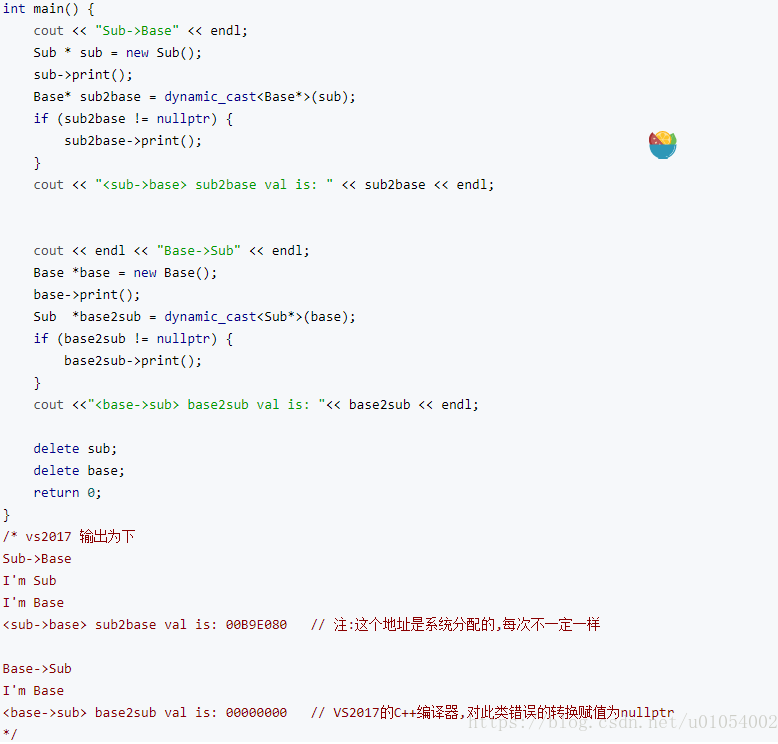 int main() {
    cout << "Sub->Base" << endl;
    Sub * sub = new Sub();
    sub->print();
    Base* sub2base = dynamic_cast<Base*>(sub);
    if (sub2base != nullptr) {
        sub2base->print();
    }
    cout << "<sub->base> sub2base val is: " << sub2base << endl;
    cout << endl << "Base->Sub" << endl;
    Base *base = new Base();
    base->print();
    Sub  *base2sub = dynamic_cast<Sub*>(base);
    if (base2sub != nullptr) {
        base2sub->print();
    }
    cout <<"<base->sub> base2sub val is: "<< base2sub << endl;
    delete sub;
    delete base;
    return 0;
}
/* vs2017 输出为下
Sub->Base
I'm Sub
I'm Base
<sub->base> sub2base val is: 00B9E080   // 注:这个地址是系统分配的,每次不一定一样
Base->Sub
I'm Base
<base->sub> base2sub val is: 00000000   // VS2017的C++编译器,对此类错误的转换赋值为nullptr
https://blog.csdn.net/u01054002
*/